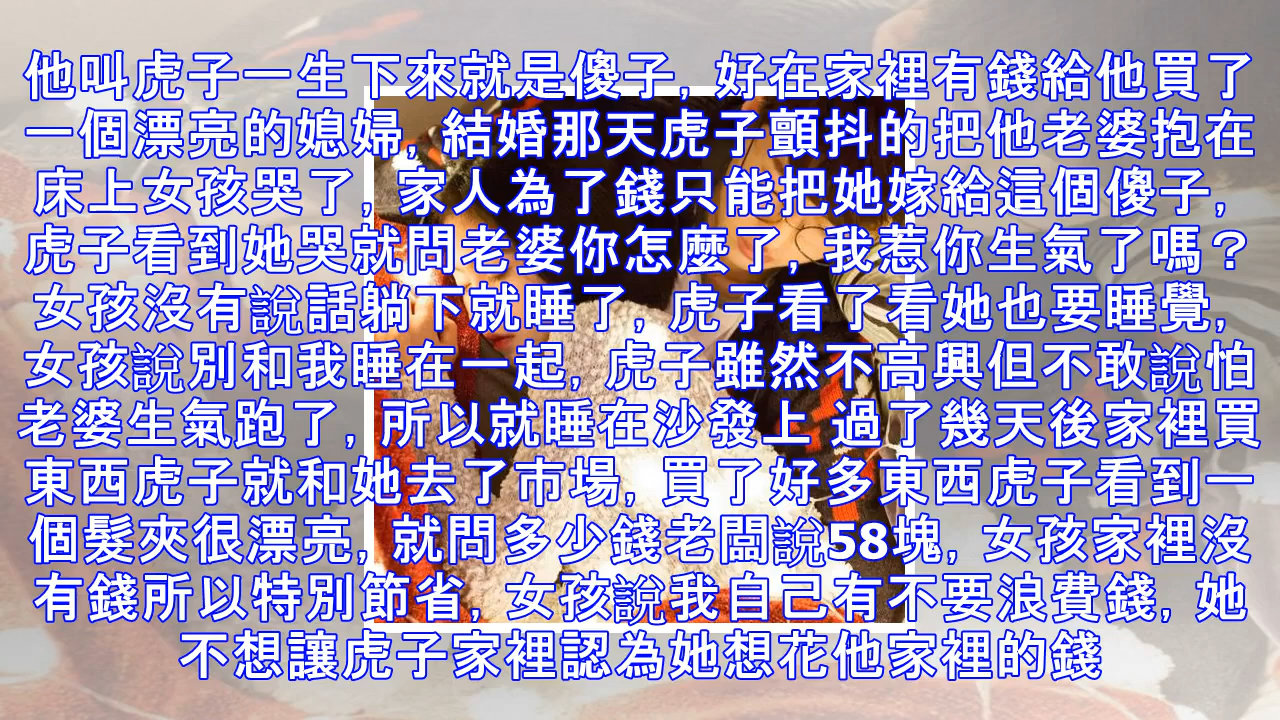 他叫虎子一生下來就是傻子, 好在家裡有錢給他買了
一個漂亮的媳婦, 結婚那天虎子顫抖的把他老婆抱在
床上女孩哭了, 家人為了錢只能把她嫁給這個傻子,
虎子看到她哭就問老婆你怎麼了, 我惹你生氣了嗎？
女孩沒有說話躺下就睡了, 虎子看了看她也要睡覺,
女孩說別和我睡在一起, 虎子雖然不高興但不敢說怕
老婆生氣跑了, 所以就睡在沙發上 過了幾天後家裡買
東西虎子就和她去了市場, 買了好多東西虎子看到一
個髮夾很漂亮, 就問多少錢老闆說58塊, 女孩家裡沒
有錢所以特別節省, 女孩說我自己有不要浪費錢, 她
不想讓虎子家裡認為她想花他家裡的錢